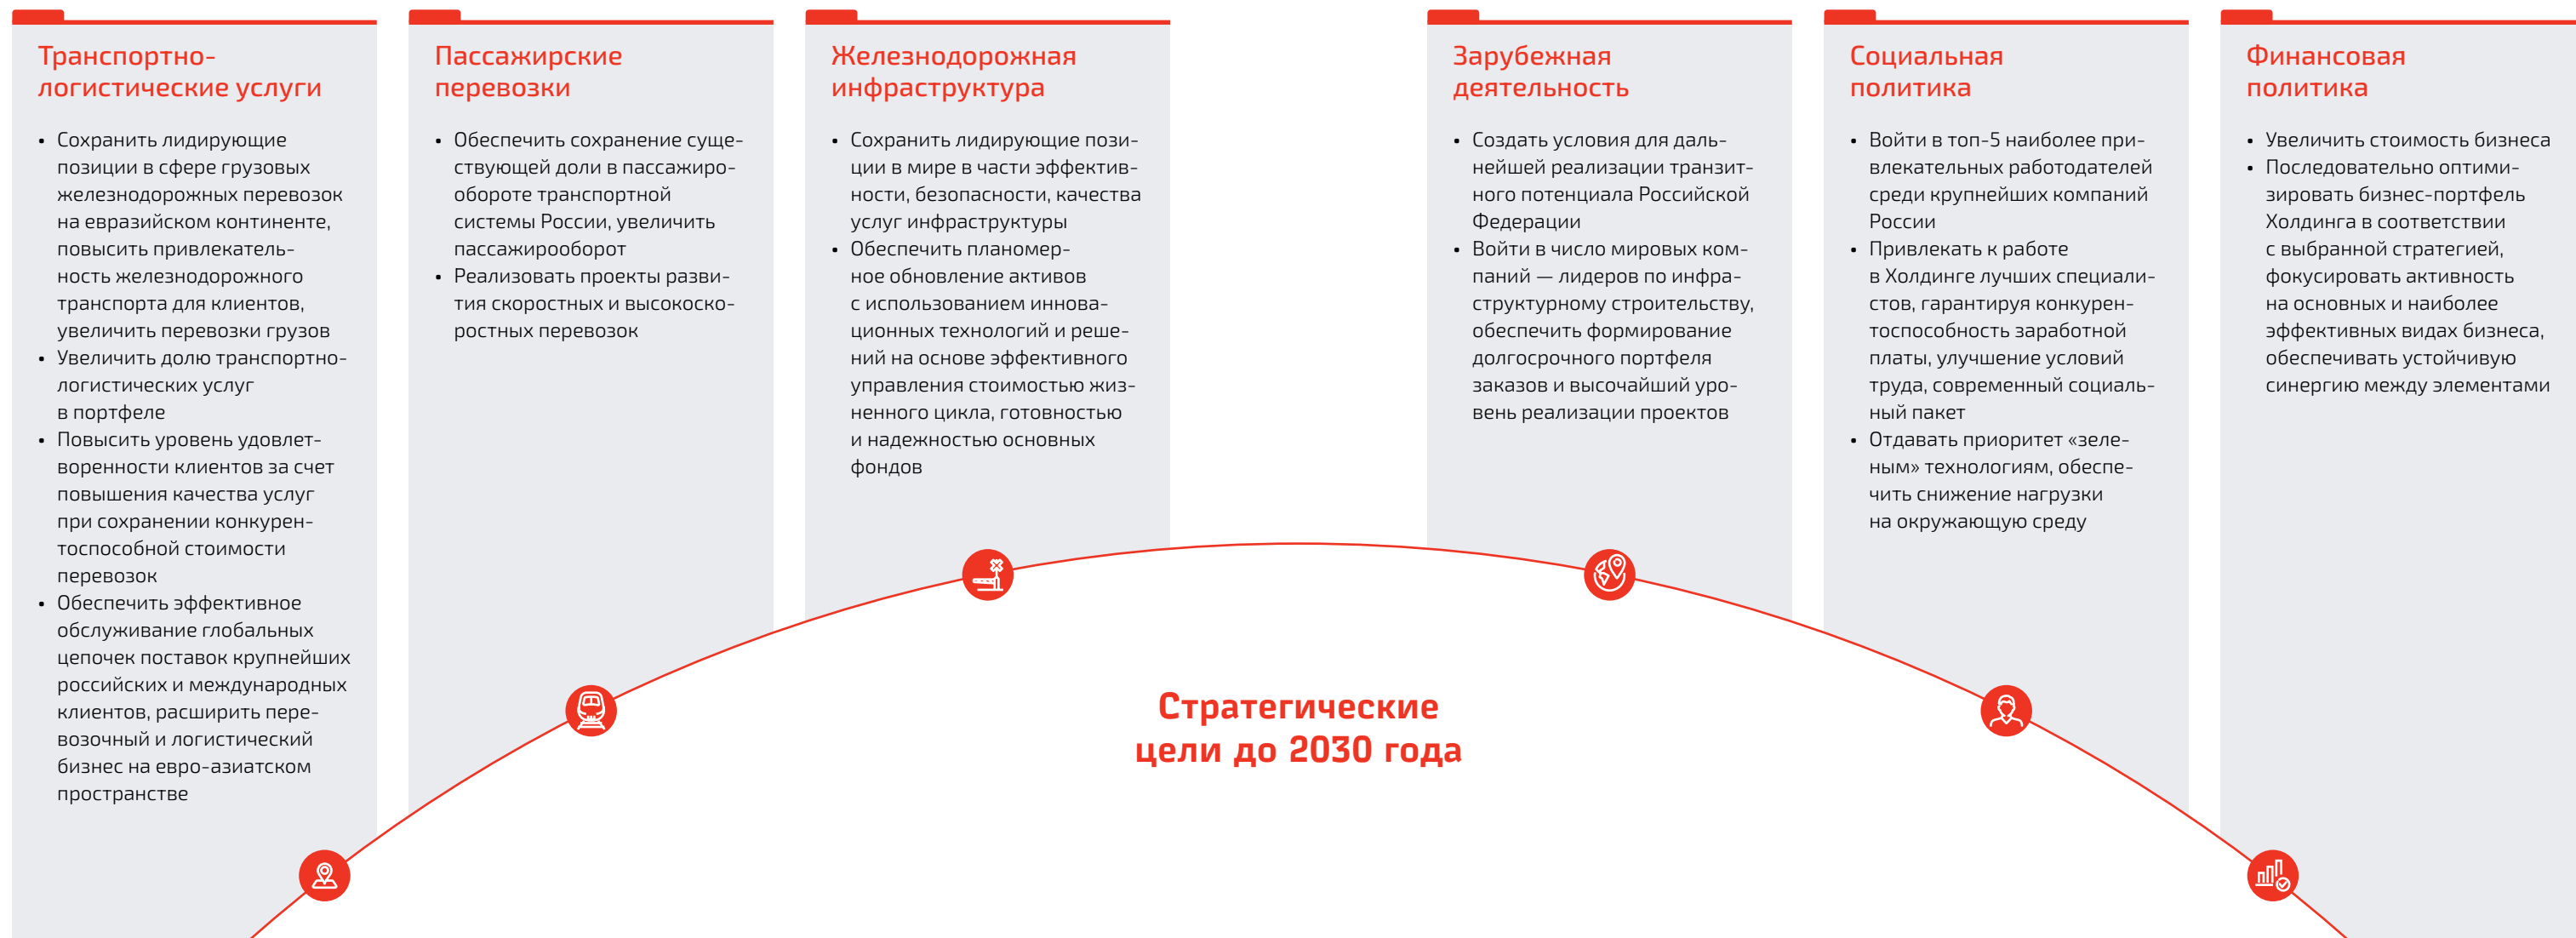 Транспортно-
логистические услуги
• Сохранить лидирующие
позиции в сфере грузовых
железнодорожных перевозок
на евразийском континенте,
повысить привлекатель-
ность железнодорожного
транспорта для клиентов,
увеличить перевозки грузов
• Увеличить долю транспортно-
логистических услуг
в портфеле
• Повысить уровень удовлет-
воренности клиентов за счет
повышения качества услуг
при сохранении конкурен-
тоспособной стоимости
перевозок
• Обеспечить эффективное
обслуживание глобальных
цепочек поставок крупнейших
российских и международных
клиентов, расширить пере-
возочный и логистический
бизнес на евро-азиатском
пространстве
Пассажирские
перевозки
• Обеспечить сохранение суще-
ствующей доли в пассажиро-
обороте транспортной
системы России, увеличить
пассажирооборот
• Реализовать проекты разви-
тия скоростных и высокоско-
ростных перевозок
Железнодорожная
инфраструктура
• Сохранить лидирующие пози-
ции в мире в части эффектив-
ности, безопасности, качества
услуг инфраструктуры
• Обеспечить планомер-
ное обновление активов
с использованием иннова-
ционных технологий и реше-
ний на основе эффективного
управления стоимостью жиз-
ненного цикла, готовностью
и надежностью основных
фондов
Зарубежная
деятельность
• Создать условия для даль-
нейшей реализации транзит-
ного потенциала Российской
Федерации
• Войти в число мировых ком-
паний — лидеров по инфра-
структурному строительству,
обеспечить формирование
долгосрочного портфеля
заказов и высочайший уро-
вень реализации проектов
Социальная
политика
• Войти в топ-5 наиболее при-
влекательных работодателей
среди крупнейших компаний
России
• Привлекать к работе
в Холдинге лучших специали-
стов, гарантируя конкурен-
тоспособность заработной
платы, улучшение условий
труда, современный социаль-
ный пакет
• Отдавать приоритет «зеле-
ным» технологиям, обеспе-
чить снижение нагрузки
на окружающую среду
Финансовая
политика
• Увеличить стоимость бизнеса
• Последовательно оптими-
зировать бизнес-портфель
Холдинга в соответствии
с выбранной стратегией,
фокусировать активность
на основных и наиболее
эффективных видах бизнеса,
обеспечивать устойчивую
синергию между элементами
Стратегические
цели до 2030 года